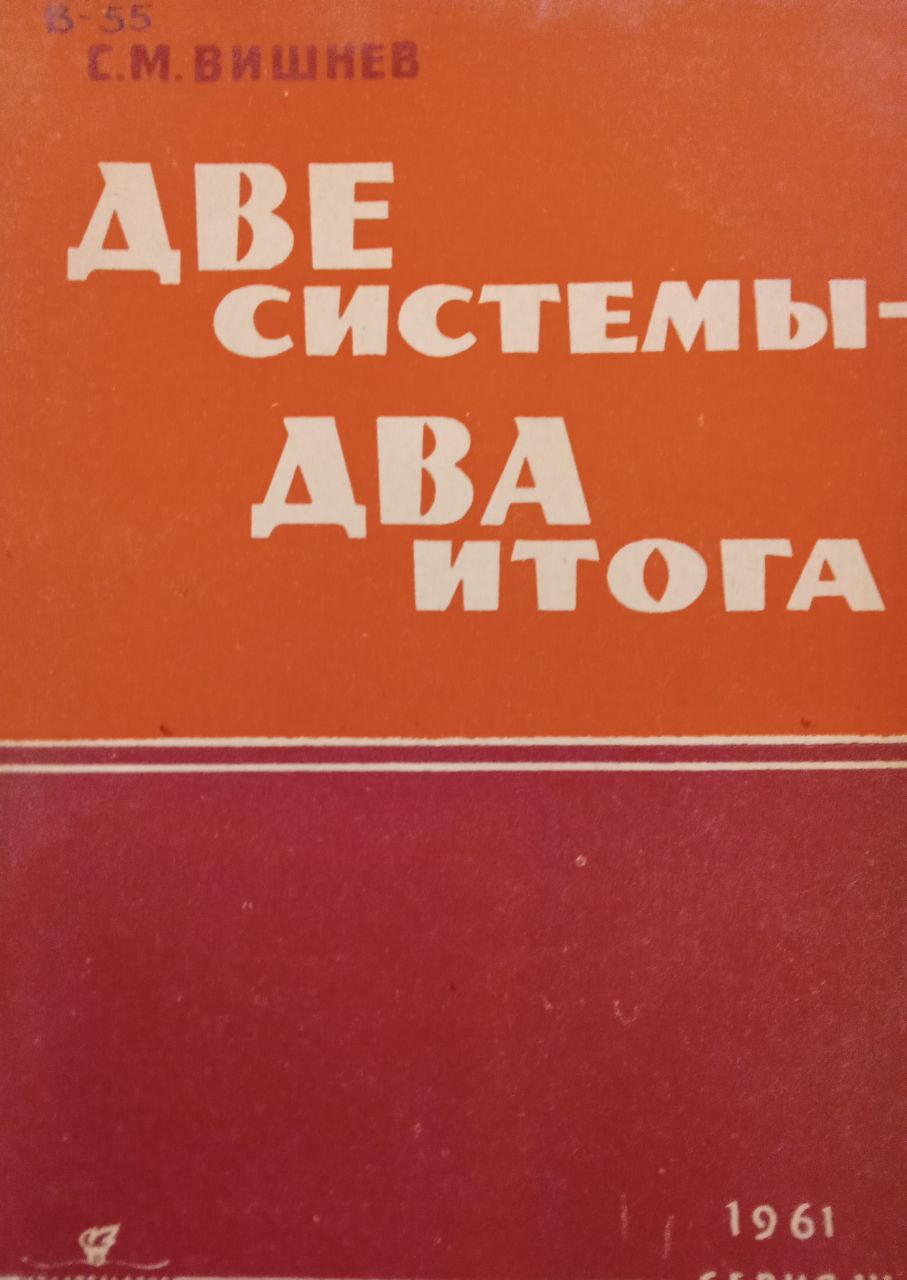 В-55
С.М.ВИШНЕВ
ДВЕ
СИСТЕМЫ-
ДВА
ИТОГА
1961